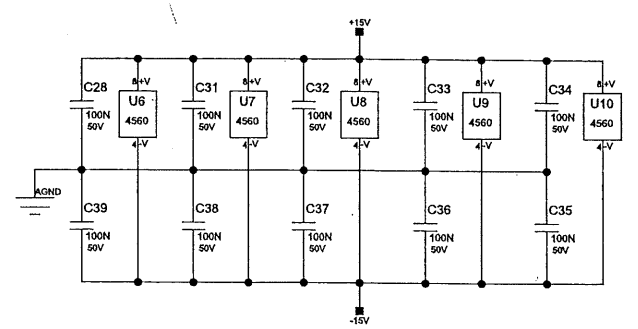 +15V
C28
8 +V
U6
4560
4 -V
100N
50V
C31
8 +V
U7
4560
4 -V
100N
50V
C32
8 +V
U8
4560
4 -V
100N
50V
C33
8 +V
U9
4560
4 -V
100N
50V
C34
8 +V
U10
4560
4 -V
100N
50V
AGND
C39
100N
50V
C38
100N
50V
C37
100N
50V
C36
100N
50V
C35
100N
50V
-15V